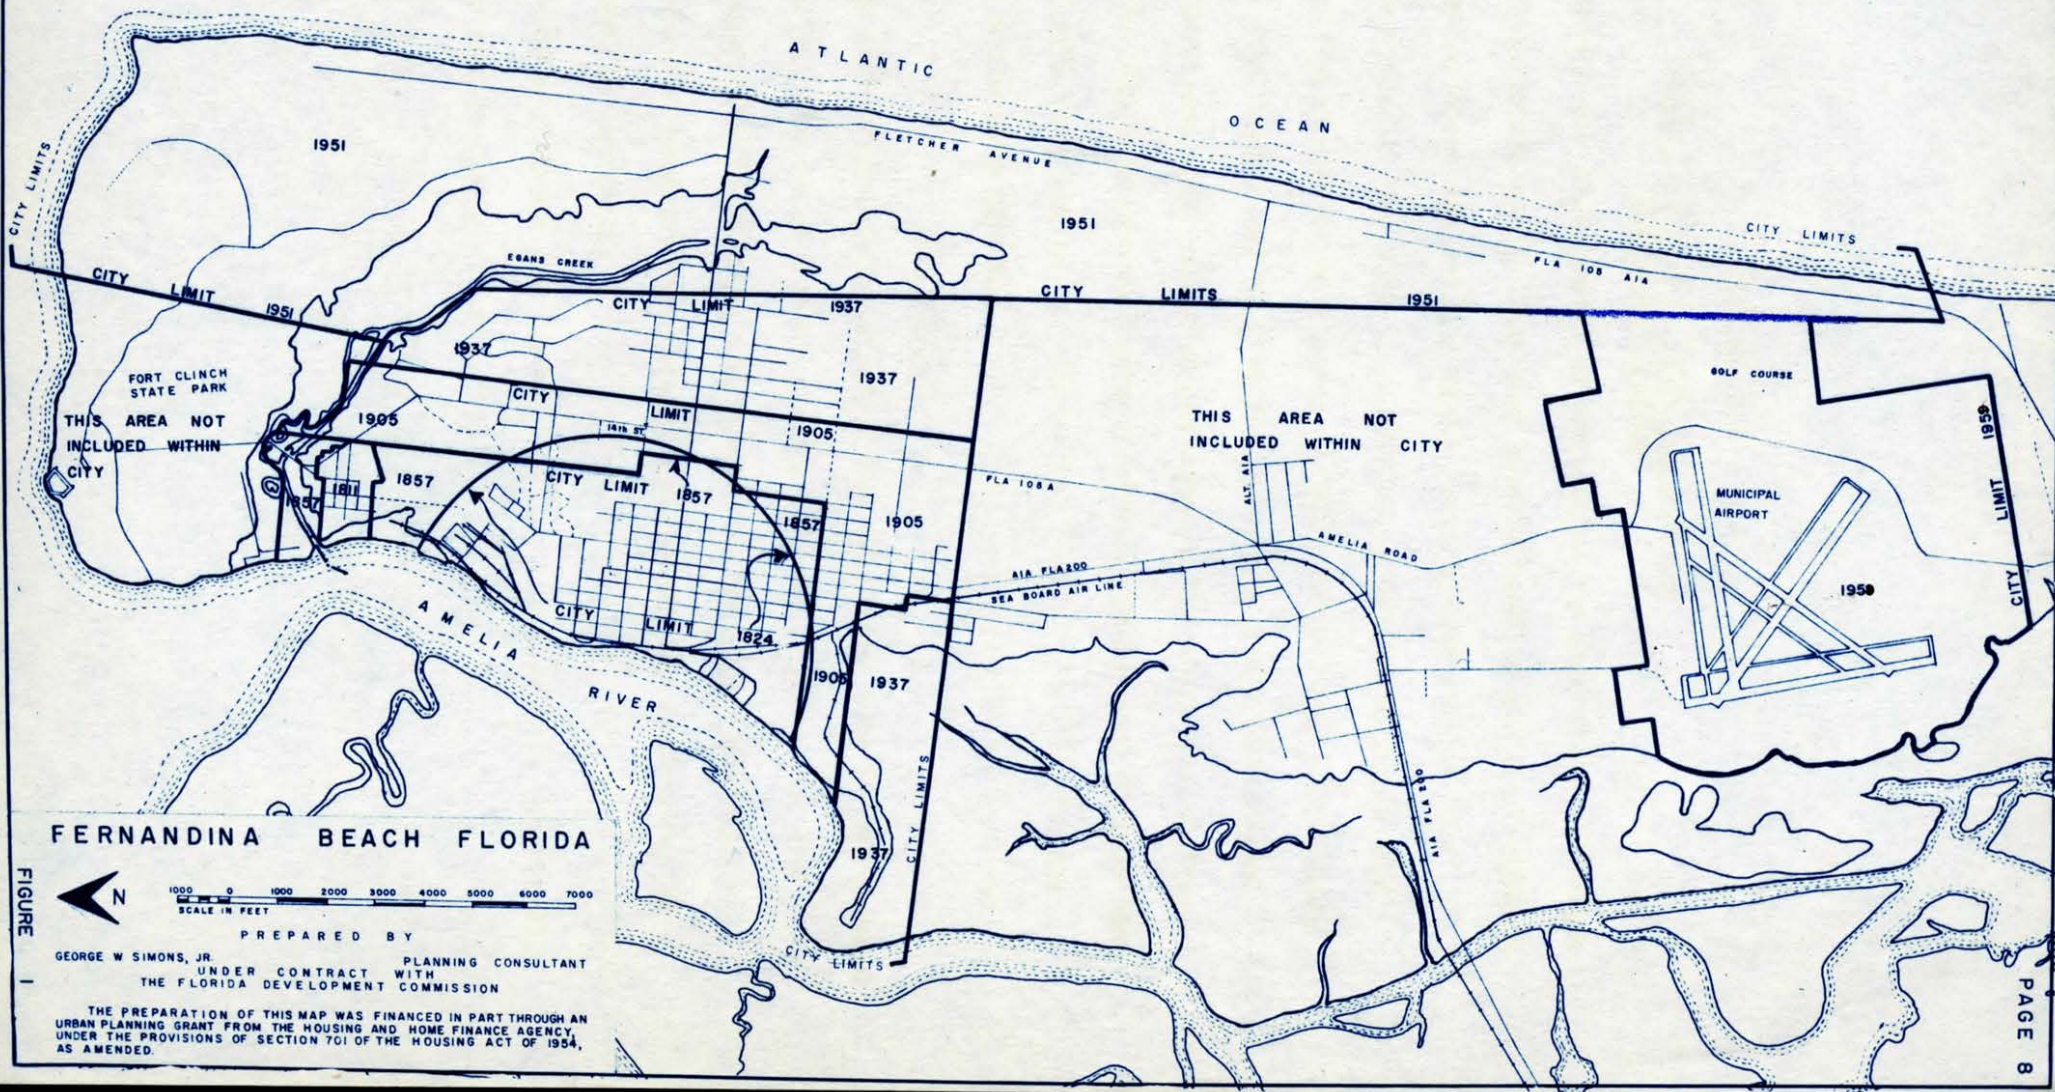 ATLANTIC
OCEAN
CITY LIMITS
1951
FLETCHER AVENUE
1951
CITY LIMITS
FLA 105 A1A
EGANS CREEK
CITY LIMIT
1951
CITY LIMIT
1937
CITY LIMITS
1951
1937
1937
FORT CLINCH
STATE PARK
THIS AREA NOT
INCLUDED WITHIN
CITY
1905
CITY LIMIT
1905
14th ST.
THIS AREA NOT
INCLUDED WITHIN CITY
GOLF COURSE
CITY LIMIT 1959
1857
1811
1857
CITY LIMIT
1857
1857
1905
FLA 105A
ALT. A1A
AMELIA ROAD
MUNICIPAL
AIRPORT
A1A FLA 200
SEA BOARD AIR LINE
CITY LIMIT
1824
AMELIA
RIVER
1905
1937
CITY LIMITS
1937
A1A FLA 200
CITY LIMITS
FERNANDINA BEACH FLORIDA
N
1000 0 1000 2000 3000 4000 5000 6000 7000
SCALE IN FEET
PREPARED BY
GEORGE W SIMONS, JR. PLANNING CONSULTANT
UNDER CONTRACT WITH
THE FLORIDA DEVELOPMENT COMMISSION
THE PREPARATION OF THIS MAP WAS FINANCED IN PART THROUGH AN
URBAN PLANNING GRANT FROM THE HOUSING AND HOME FINANCE AGENCY,
UNDER THE PROVISIONS OF SECTION 701 OF THE HOUSING ACT OF 1954,
AS AMENDED.
FIGURE 1
PAGE 8